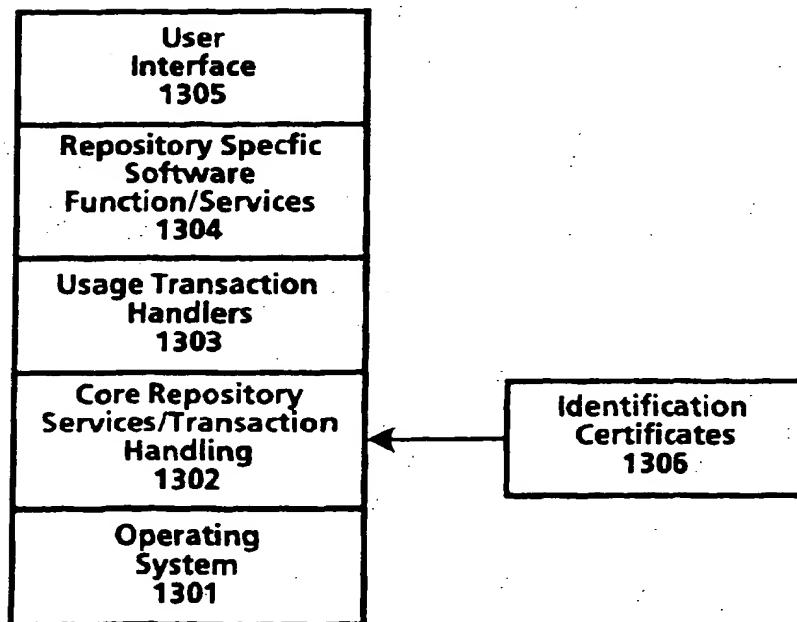 User
Interface
1305
Repository Specfic
Software
Function/Services
1304
Usage Transaction
Handlers
1303
Core Repository
Services/Transaction
Handling
1302
Operating
System
1301
Identification
Certificates
1306